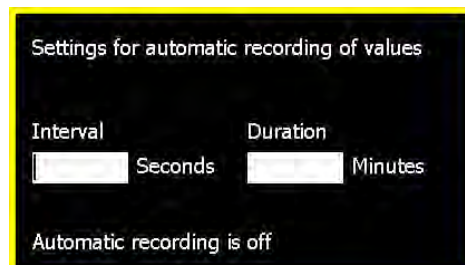 Settings for automatic recording of values
Interval Duration
Seconds Minutes
Automatic recording is off